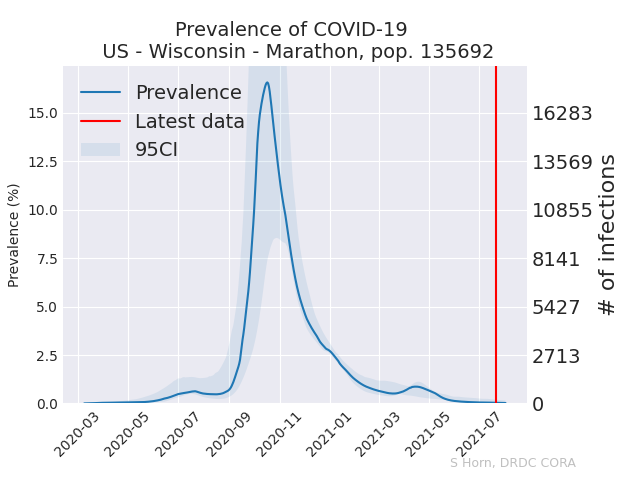 Prevalence of COVID-19
US - Wisconsin - Marathon, pop. 135692
Prevalence
Latest data
95CI
Prevalence (%)
15.0
12.5
10.0
7.5
5.0
2.5
0.0
16283
13569
10855
8141
5427
2713
0
# of infections
2020-03
2020-05
2020-07
2020-09
2020-11
2021-01
2021-03
2021-05
2021-07
S Horn, DRDC CORA